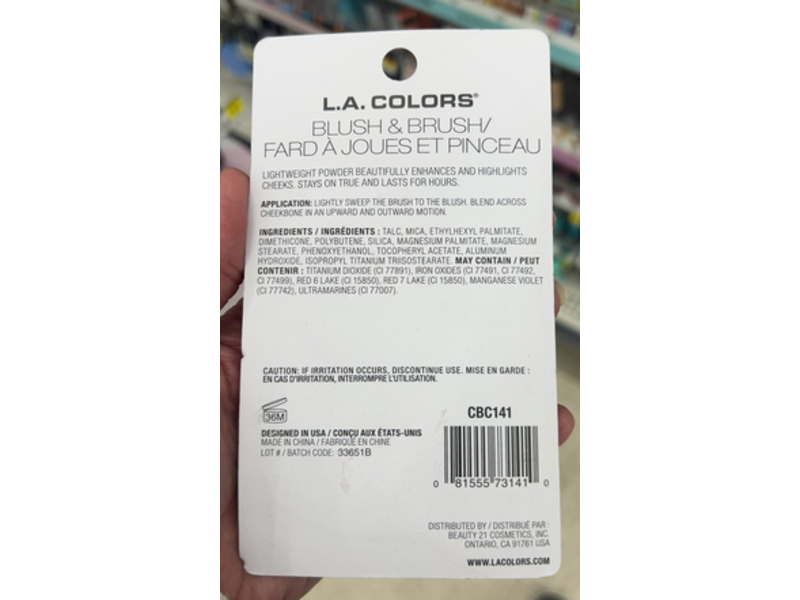 L.A. COLORS®
BLUSH & BRUSH/
FARD À JOUES ET PINCEAU
LIGHTWEIGHT POWDER BEAUTIFULLY ENHANCES AND HIGHLIGHTS
CHEEKS. STAYS ON TRUE AND LASTS FOR HOURS.
APPLICATION: LIGHTLY SWEEP THE BRUSH TO THE BLUSH. BLEND ACROSS
CHEEKBONE IN AN UPWARD AND OUTWARD MOTION.
INGREDIENTS / INGRÉDIENTS : TALC, MICA, ETHYLHEXYL PALMITATE,
DIMETHICONE, POLYBUTENE, SILICA, MAGNESIUM PALMITATE, MAGNESIUM
STEARATE, PHENOXYETHANOL, TOCOPHERYL ACETATE, ALUMINUM
HYDROXIDE, ISOPROPYL TITANIUM TRIISOSTEARATE. MAY CONTAIN / PEUT
CONTENIR : TITANIUM DIOXIDE (CI 77891), IRON OXIDES (CI 77491, CI 77492,
CI 77499), RED 6 LAKE (CI 15850), RED 7 LAKE (CI 15850), MANGANESE VIOLET
(CI 77742), ULTRAMARINES (CI 77007).
CAUTION: IF IRRITATION OCCURS, DISCONTINUE USE. MISE EN GARDE :
EN CAS D'IRRITATION, INTERROMPRE L'UTILISATION.
36M
DESIGNED IN USA / CONÇU AUX ÉTATS-UNIS
MADE IN CHINA / FABRIQUÉ EN CHINE
LOT # / BATCH CODE: 33651B
CBC141
0 81555 73141 0
DISTRIBUTED BY / DISTRIBUÉ PAR :
BEAUTY 21 COSMETICS, INC.
ONTARIO, CA 91761 USA
WWW.LACOLORS.COM